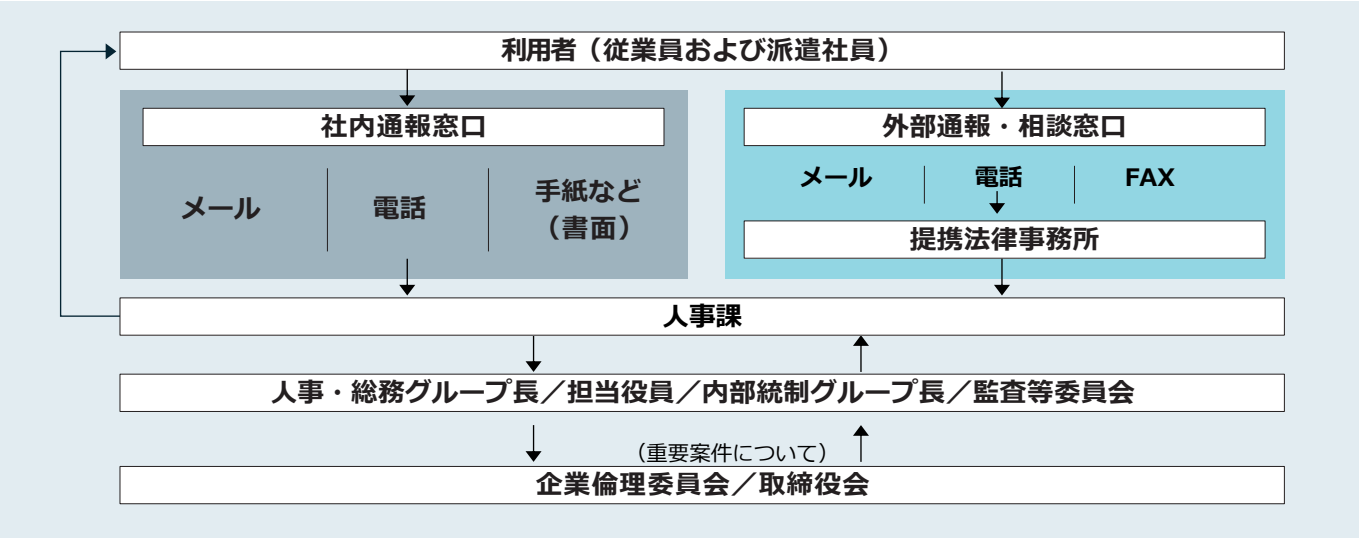 利用者（従業員および派遣社員）
社内通報窓口
メール
電話
手紙など
（書面）
外部通報・相談窓口
メール
電話
FAX
提携法律事務所
人事課
人事・総務グループ長／担当役員／内部統制グループ長／監査等委員会
（重要案件について）
企業倫理委員会／取締役会